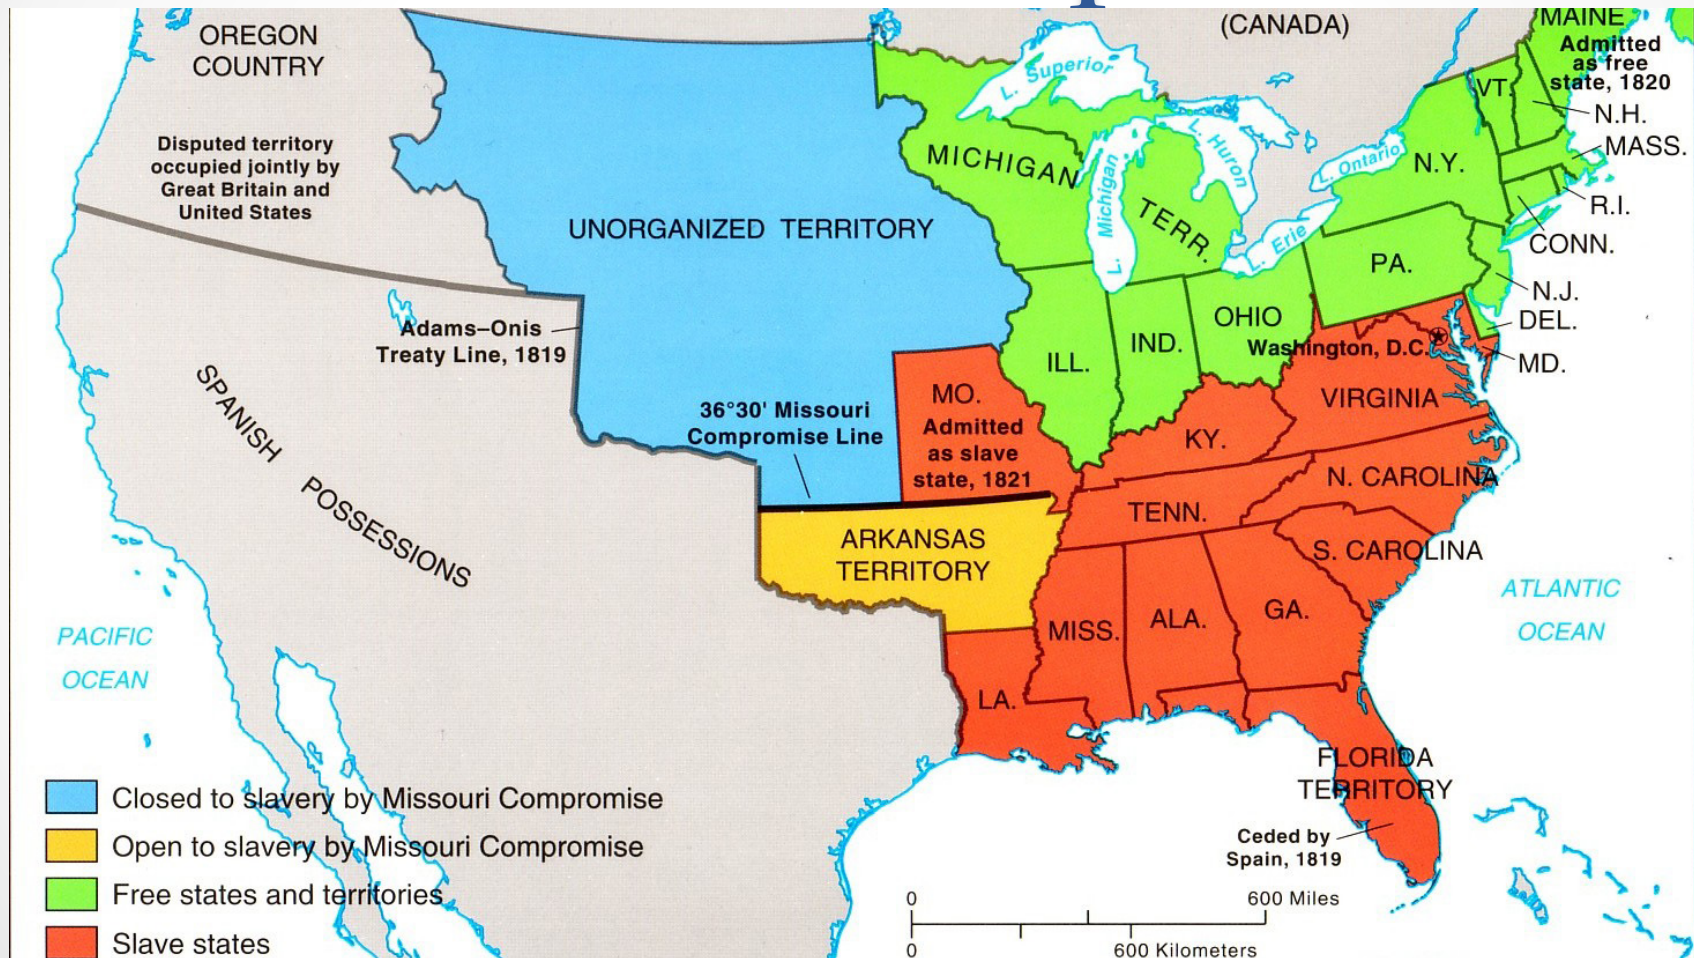 OREGON
COUNTRY
(CANADA)
MAINE
Admitted
as free
state, 1820
Disputed territory
occupied jointly by
Great Britain and
United States
L. Superior
VT.
N.H.
MASS.
MICHIGAN
TERR.
L. Michigan
L. Huron
L. Ontario
N.Y.
R.I.
UNORGANIZED TERRITORY
L. Erie
CONN.
PA.
N.J.
DEL.
Adams–Onis
Treaty Line, 1819
OHIO
IND.
ILL.
Washington, D.C.
MD.
SPANISH POSSESSIONS
36°30' Missouri
Compromise Line
MO.
Admitted
as slave
state, 1821
VIRGINIA
KY.
N. CAROLINA
TENN.
ARKANSAS
TERRITORY
S. CAROLINA
ATLANTIC
OCEAN
PACIFIC
OCEAN
MISS.
ALA.
GA.
LA.
FLORIDA
TERRITORY
Ceded by
Spain, 1819
Closed to slavery by Missouri Compromise
Open to slavery by Missouri Compromise
Free states and territories
Slave states
0 600 Miles
0 600 Kilometers